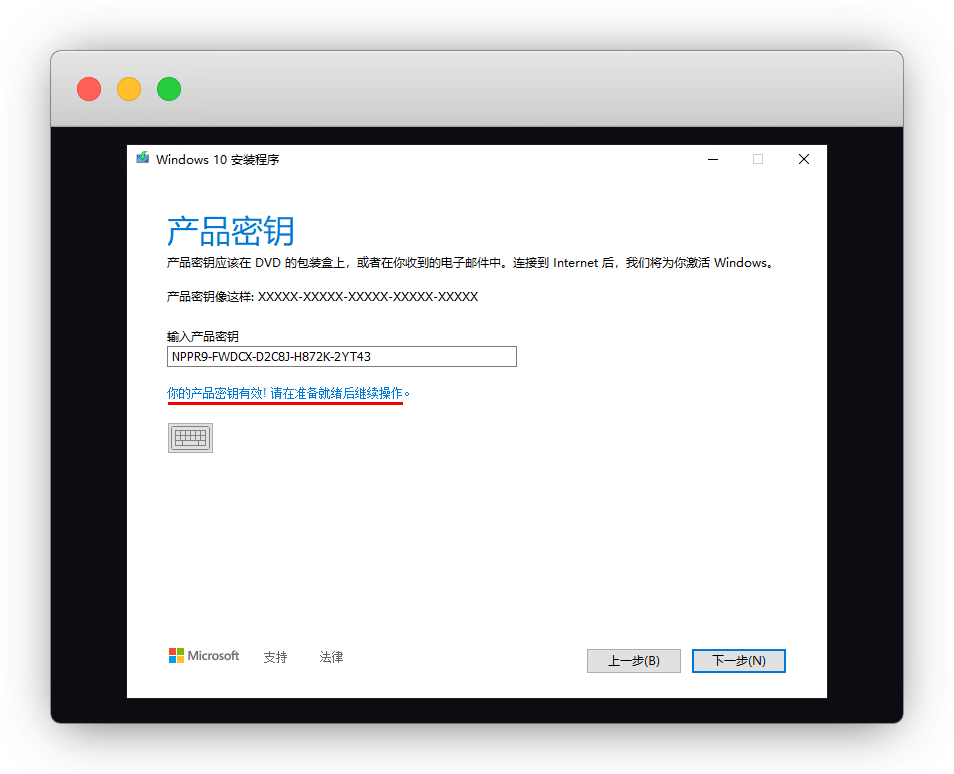 Windows 10 安装程序
产品密钥
产品密钥应该在 DVD 的包装盒上，或者在你收到的电子邮件中。连接到 Internet 后，我们将为你激活 Windows。
产品密钥像这样: XXXXX-XXXXX-XXXXX-XXXXX-XXXXX
输入产品密钥
NPPR9-FWDCX-D2C8J-H872K-2YT43
你的产品密钥有效! 请在准备就绪后继续操作。
Microsoft 支持 法律 上一步(B) 下一步(N)